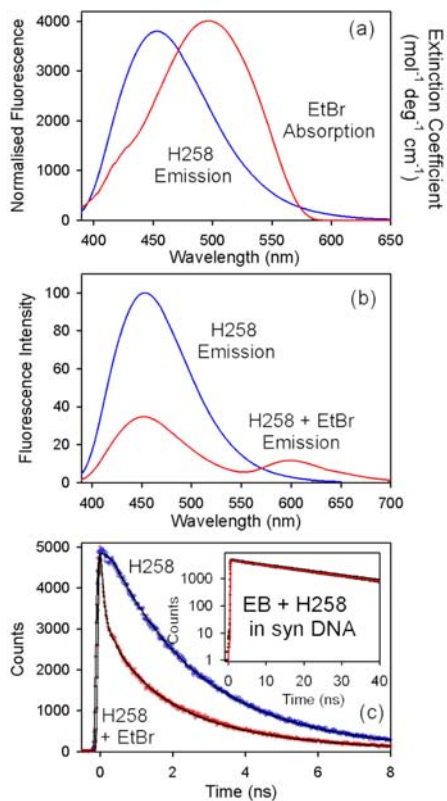 (a)
Normalised Fluorescence
4000
3000
2000
1000
0
EtBr
Absorption
H258
Emission
Extinction Coefficient
(mol⁻¹ deg⁻¹ cm⁻¹)
400 450 500 550 600 650
Wavelength (nm)
(b)
Fluorescence Intensity
100
80
60
40
20
0
H258
Emission
H258 + EtBr
Emission
400 450 500 550 600 650 700
Wavelength (nm)
Counts
5000
4000
3000
2000
1000
0
H258
H258
+ EtBr
Counts
1000
100
10
1
EB + H258
in syn DNA
0 10 20 30 40
Time (ns)
(c)
0 2 4 6 8
Time (ns)